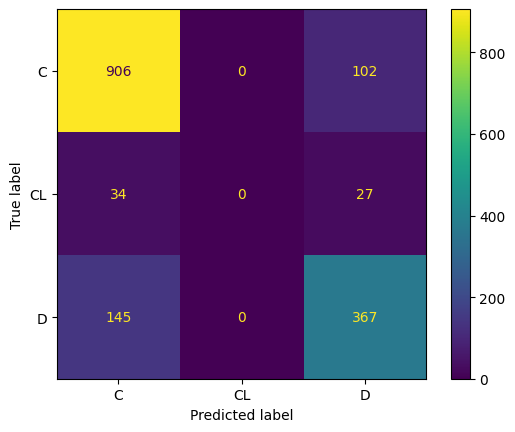 C 906 0 102
CL 34 0 27
D 145 0 367
C CL D
Predicted label
True label
800
600
400
200
0